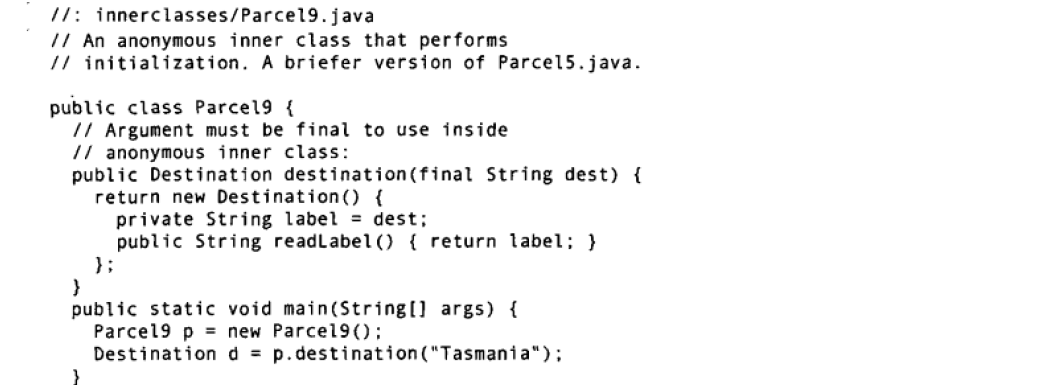 //: innerclasses/Parcel9.java
// An anonymous inner class that performs
// initialization. A briefer version of Parcel5.java.
public class Parcel9 {
// Argument must be final to use inside
// anonymous inner class:
public Destination destination(final String dest) {
return new Destination() {
private String label = dest;
public String readLabel() { return label; }
};
}
public static void main(String[] args) {
Parcel9 p = new Parcel9();
Destination d = p.destination("Tasmania");
}